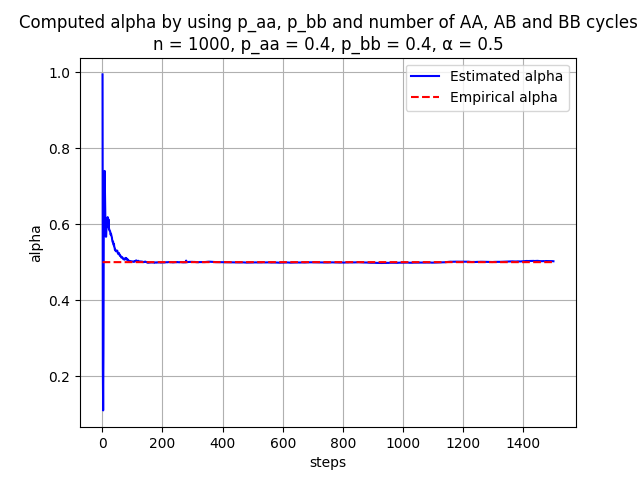 Computed alpha by using p_aa, p_bb and number of AA, AB and BB cycles
n = 1000, p_aa = 0.4, p_bb = 0.4, α = 0.5
Estimated alpha
Empirical alpha
alpha
1.0
0.8
0.6
0.4
0.2
0 200 400 600 800 1000 1200 1400
steps